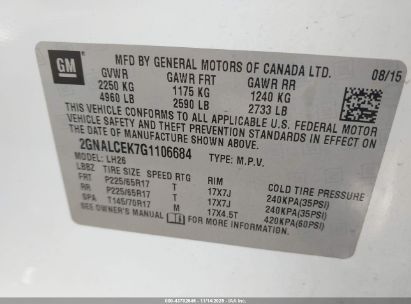 GM
MFD BY GENERAL MOTORS OF CANADA LTD. 08/15
GVWR GAWR FRT GAWR RR
2250 KG 1175 KG 1240 KG
4960 LB 2590 LB 2733 LB
THIS VEHICLE CONFORMS TO ALL APPLICABLE U.S. FEDERAL MOTOR
VEHICLE SAFETY AND THEFT PREVENTION STANDARDS IN EFFECT ON
THE DATE OF MANUFACTURE SHOWN ABOVE.
2GNALCEK7G1106684 TYPE: M.P.V.
MODEL: LH26
LBBZ TIRE SIZE SPEED RTG RIM COLD TIRE PRESSURE
FRT P225/65R17 T 17X7J 240KPA(35PSI)
RR P225/65R17 T 17X7J 240KPA(35PSI)
SPA T145/70R17 M 17X4.5T 420KPA(60PSI)
SEE OWNER'S MANUAL FOR MORE INFORMATION.